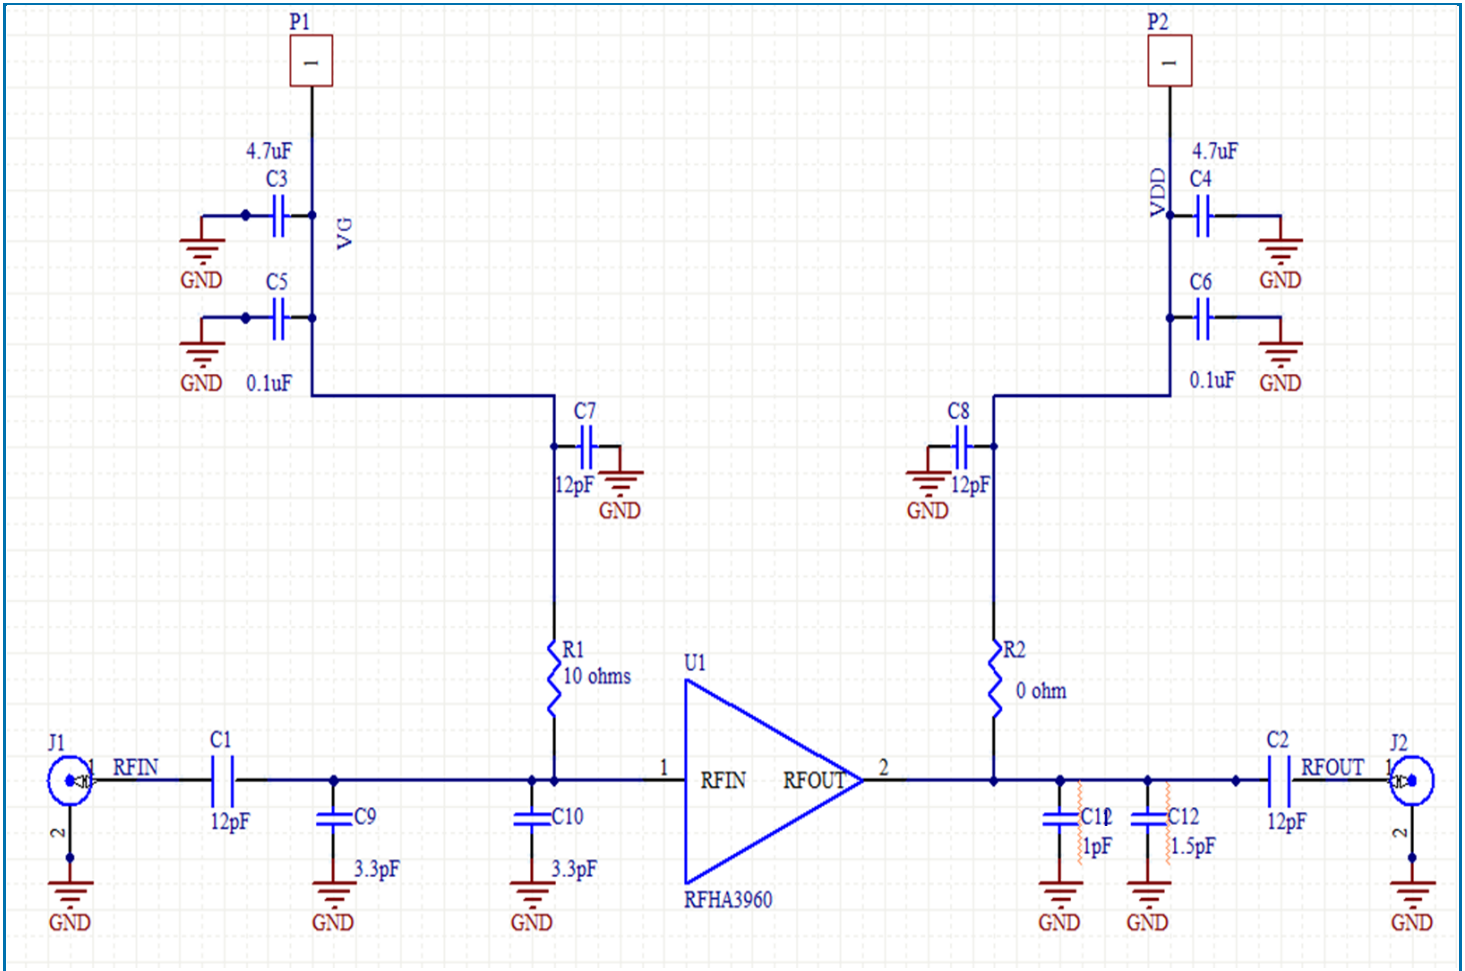 P1
P2
1
1
4.7uF
4.7uF
C3
VDD
C4
VG
GND
GND
C5
C6
GND
0.1uF
0.1uF
GND
C7
C8
12pF
12pF
GND
GND
R1
10 ohms
R2
0 ohm
U1
J1
C1
C2
J2
1
RFIN
1
RFIN
RFOUT
2
RFOUT
1
12pF
C9
C10
C12
1pF
C12
1.5pF
12pF
2
2
3.3pF
3.3pF
RFHA3960
GND
GND
GND
GND
GND
GND